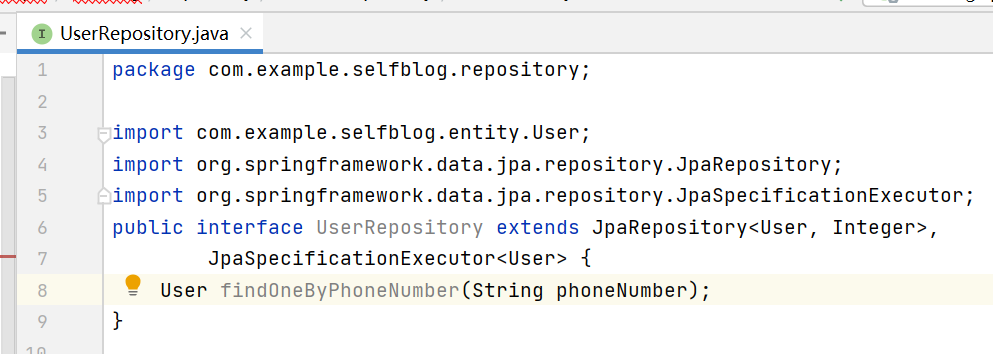 UserRepository.java
1 package com.example.selfblog.repository;
2
3 import com.example.selfblog.entity.User;
4 import org.springframework.data.jpa.repository.JpaRepository;
5 import org.springframework.data.jpa.repository.JpaSpecificationExecutor;
6 public interface UserRepository extends JpaRepository<User, Integer>,
7 JpaSpecificationExecutor<User> {
8 User findOneByPhoneNumber(String phoneNumber);
9 }
10